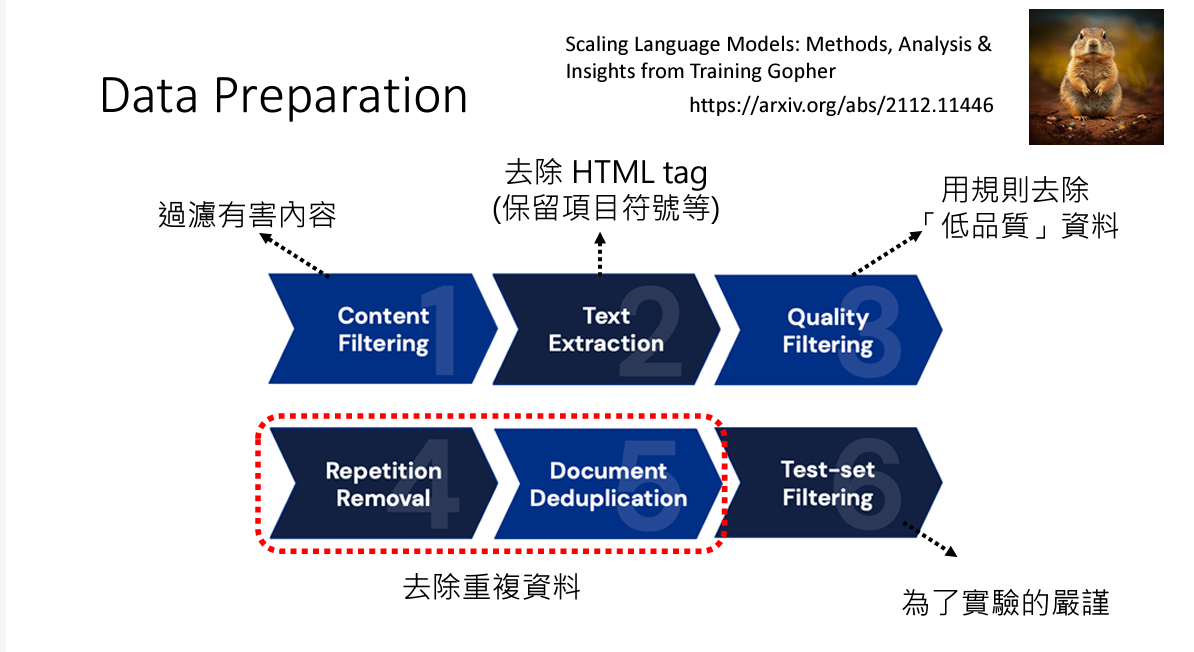 Data Preparation
Scaling Language Models: Methods, Analysis &
Insights from Training Gopher
https://arxiv.org/abs/2112.11446
過濾有害內容
去除 HTML tag
(保留項目符號等)
用規則去除
「低品質」資料
1
Content
Filtering
2
Text
Extraction
3
Quality
Filtering
4
Repetition
Removal
5
Document
Deduplication
6
Test-set
Filtering
去除重複資料
為了實驗的嚴謹